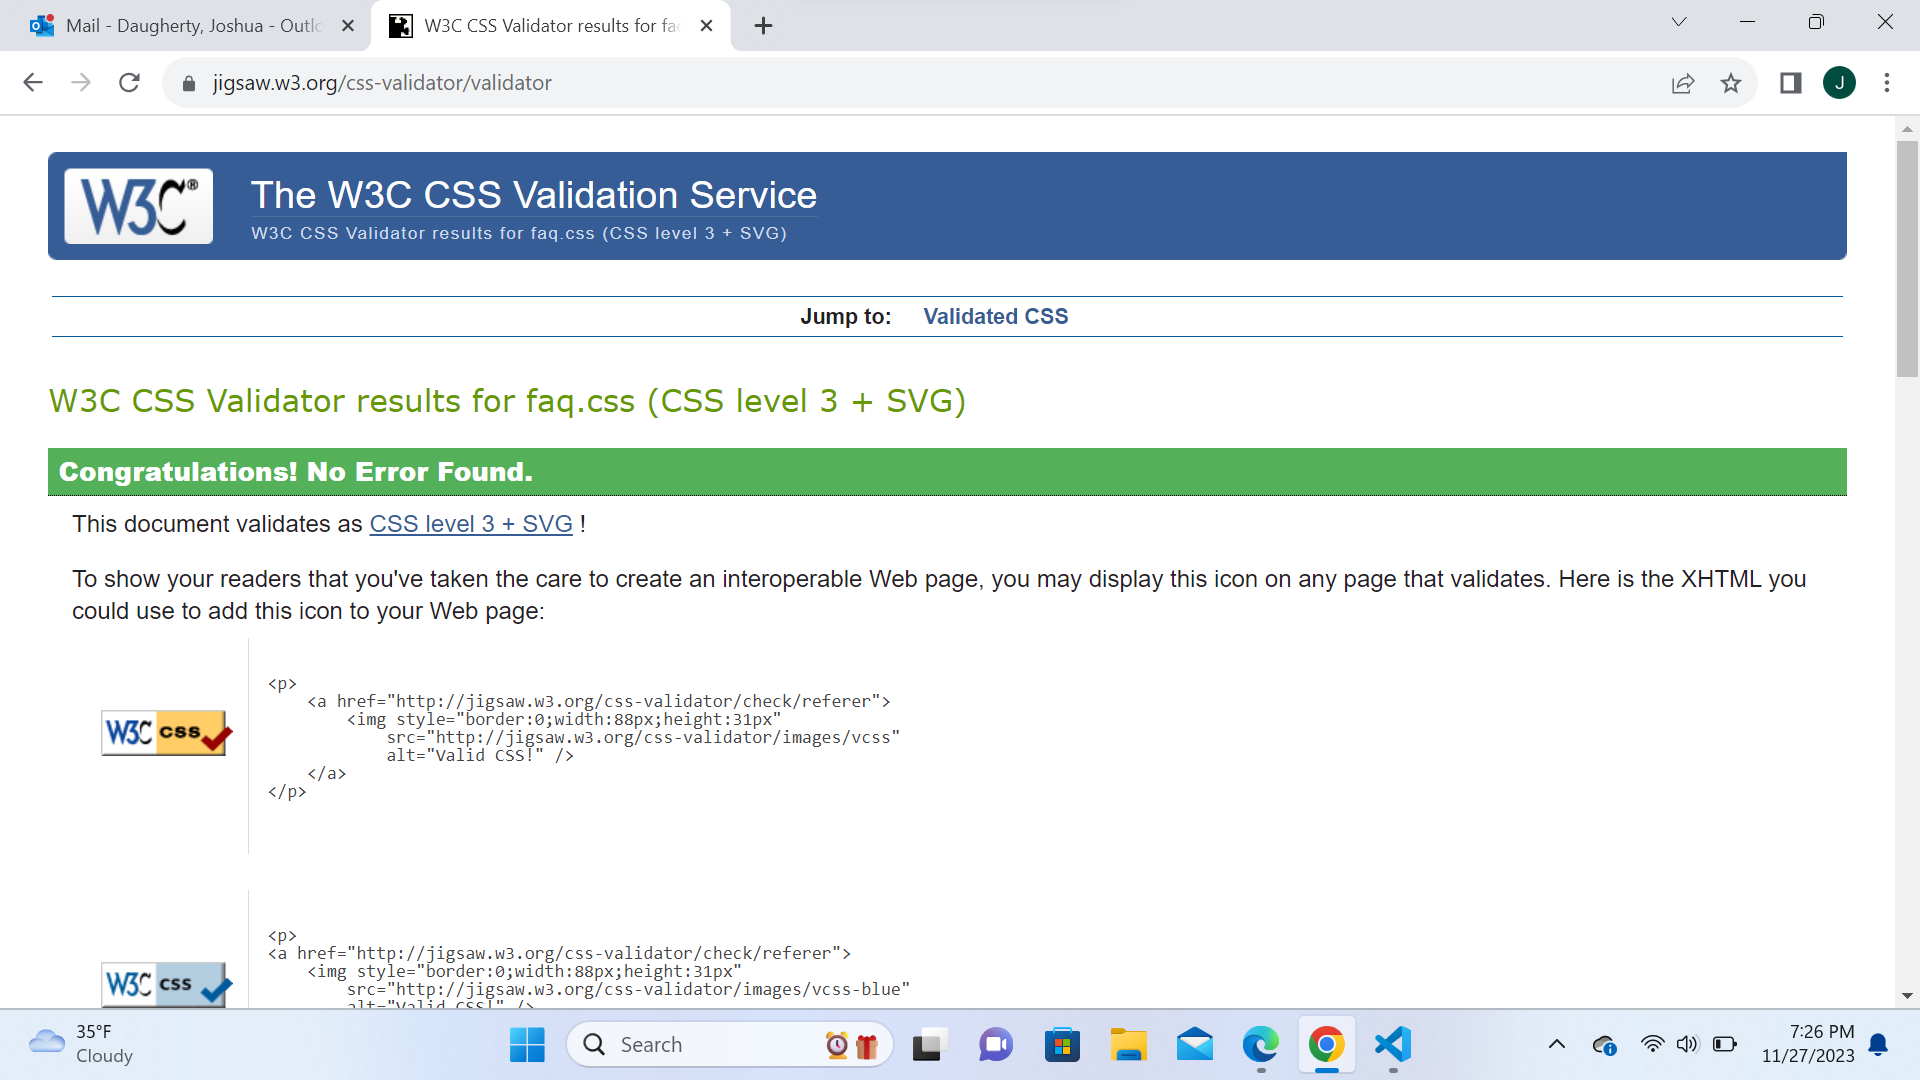 Mail - Daugherty, Joshua - Outlo
W3C CSS Validator results for fa
jigsaw.w3.org/css-validator/validator
J
W3C®
The W3C CSS Validation Service
W3C CSS Validator results for faq.css (CSS level 3 + SVG)
Jump to: Validated CSS
W3C CSS Validator results for faq.css (CSS level 3 + SVG)
Congratulations! No Error Found.
This document validates as CSS level 3 + SVG !
To show your readers that you've taken the care to create an interoperable Web page, you may display this icon on any page that validates. Here is the XHTML you
could use to add this icon to your Web page:
W3C css
<p>
<a href="http://jigsaw.w3.org/css-validator/check/referer">
<img style="border:0;width:88px;height:31px"
src="http://jigsaw.w3.org/css-validator/images/vcss"
alt="Valid CSS!" />
</a>
</p>
W3C css
<p>
<a href="http://jigsaw.w3.org/css-validator/check/referer">
<img style="border:0;width:88px;height:31px"
src="http://jigsaw.w3.org/css-validator/images/vcss-blue"
alt="Valid CSS!" />
35°F
Cloudy
Search
7:26 PM
11/27/2023